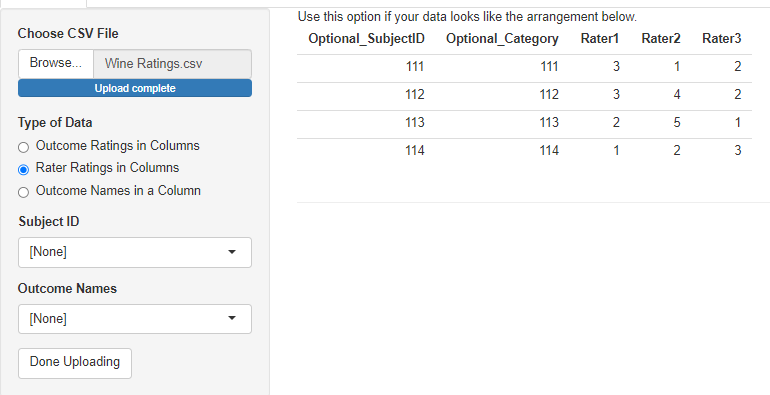 Choose CSV File
Browse... Wine Ratings.csv
Upload complete
Type of Data
Outcome Ratings in Columns
Rater Ratings in Columns
Outcome Names in a Column
Subject ID
[None]
Outcome Names
[None]
Done Uploading
Use this option if your data looks like the arrangement below.
Optional_SubjectID Optional_Category Rater1 Rater2 Rater3
111 111 3 1 2
112 112 3 4 2
113 113 2 5 1
114 114 1 2 3